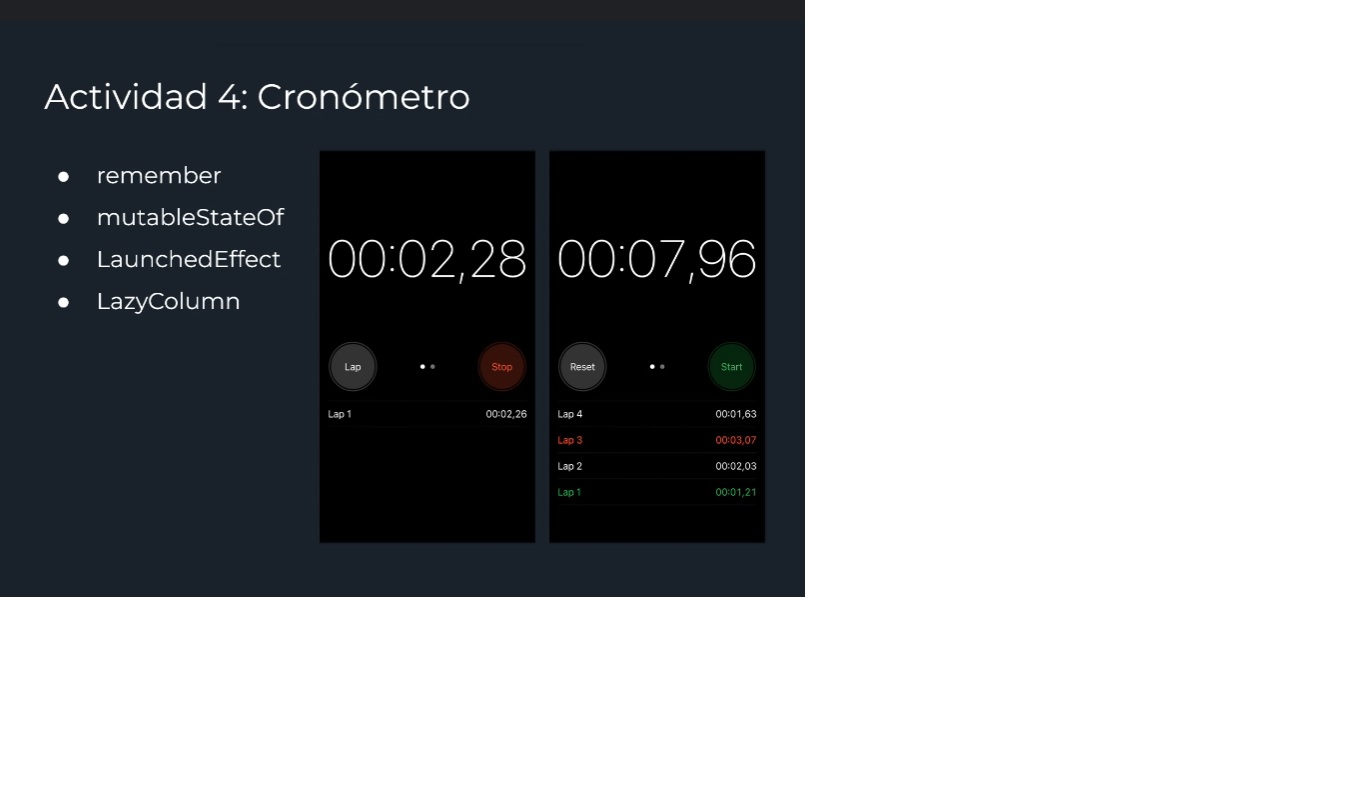 Actividad 4: Cronómetro
● remember
● mutableStateOf
● LaunchedEffect
● LazyColumn
00:02,28
Lap Stop
Lap 1 00:02,26
00:07,96
Reset Start
Lap 4 00:01,63
Lap 3 00:03,07
Lap 2 00:02,03
Lap 1 00:01,21